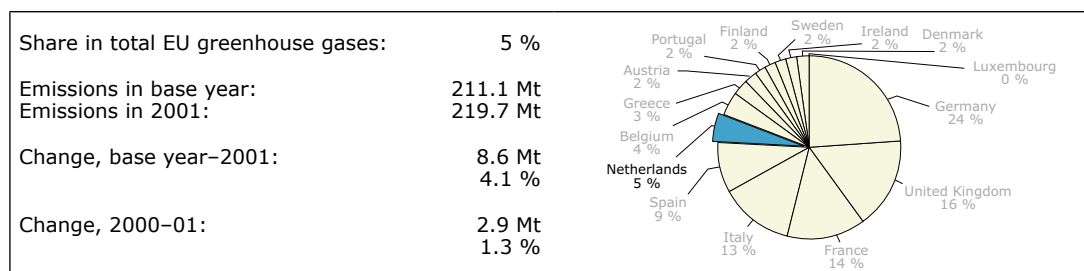 Share in total EU greenhouse gases: 5 %
Emissions in base year: 211.1 Mt
Emissions in 2001: 219.7 Mt
Change, base year–2001: 8.6 Mt
4.1 %
Change, 2000–01: 2.9 Mt
1.3 %
Sweden
2 %
Ireland
2 %
Denmark
2 %
Luxembourg
0 %
Germany
24 %
United Kingdom
16 %
France
14 %
Italy
13 %
Spain
9 %
Netherlands
5 %
Belgium
4 %
Greece
3 %
Austria
2 %
Portugal
2 %
Finland
2 %